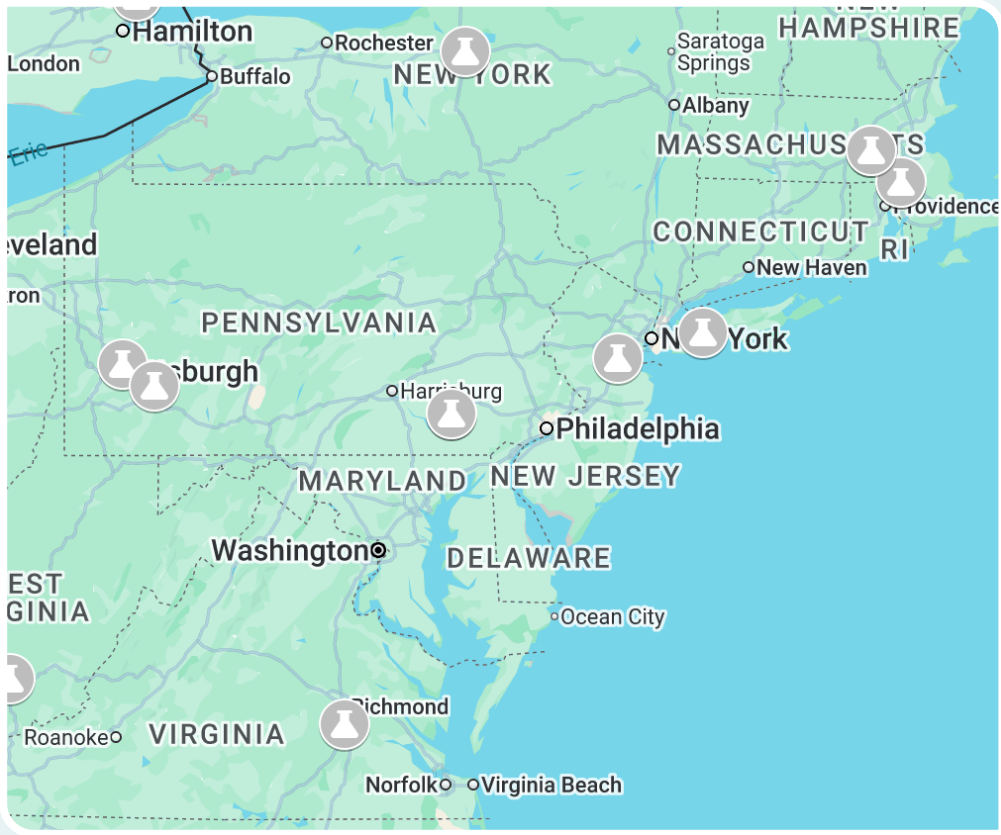 NEW
HAMPSHIRE
Hamilton
Rochester
Saratoga
Springs
London
Buffalo
NEW YORK
Albany
Erie
MASSACHUS TS
Providence
CONNECTICUT
RI
eveland
New Haven
ron
PENNSYLVANIA
N York
sburgh
Harrisburg
Philadelphia
MARYLAND
NEW JERSEY
Washington
DELAWARE
EST
GINIA
Ocean City
Richmond
Roanoke
VIRGINIA
Norfolk
Virginia Beach